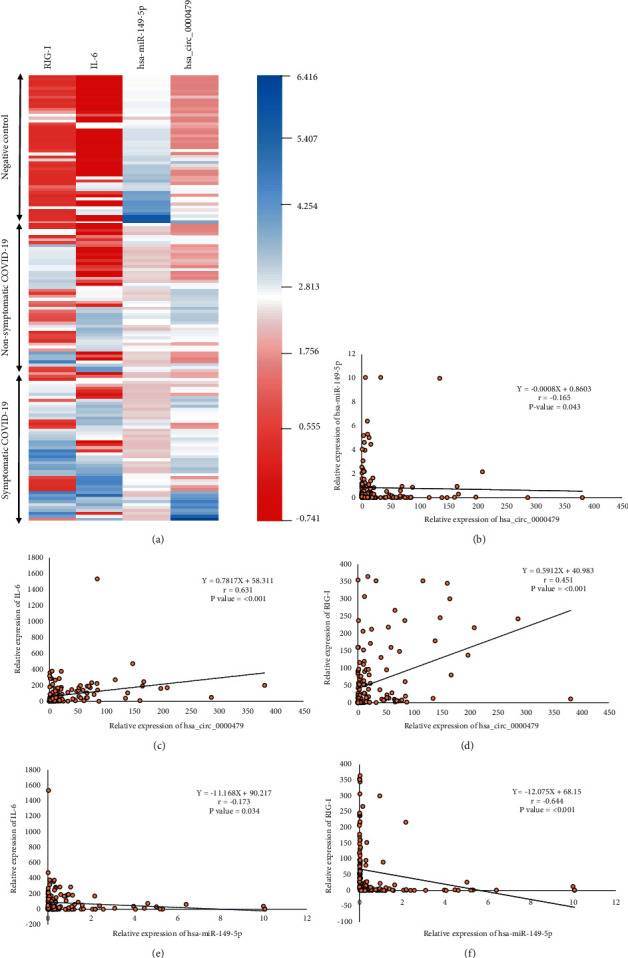 RIG-I
IL-6
hsa-miR-149-5p
hsa_circ_0000479
Negative control
Non-symptomatic COVID-19
Symptomatic COVID-19
6.416
5.407
4.254
2.813
1.756
0.555
-0.741
(a)
Relative expression of hsa-miR-149-5p
12
10
8
6
4
2
0
Y = -0.0008X + 0.8603
r = -0.165
P-value = 0.043
0 50 100 150 200 250 300 350 400 450
Relative expression of hsa_circ_0000479
(b)
Relative expression of IL-6
1800
1600
1400
1200
1000
800
600
400
200
0
Y = 0.7817X + 58.311
r = 0.631
P value = <0.001
0 50 100 150 200 250 300 350 400 450
Relative expression of hsa_circ_0000479
(c)
Relative expression of RIG-I
400
350
300
250
200
150
100
50
0
Y = 0.5912X + 40.983
r = 0.451
P value = <0.001
0 50 100 150 200 250 300 350 400 450
Relative expression of hsa_circ_0000479
(d)
Relative expression of IL-6
1800
1600
1400
1200
1000
800
600
400
200
0
-200
Y = -11.168X + 90.217
r = -0.173
P value = 0.034
0 2 4 6 8 10 12
Relative expression of hsa-miR-149-5p
(e)
Relative expression of RIG-I
400
350
300
250
200
150
100
50
0
-50
-100
Y = -12.075X + 68.15
r = -0.644
P value = <0.001
0 2 4 6 8 10 12
Relative expression of hsa-miR-149-5p
(f)